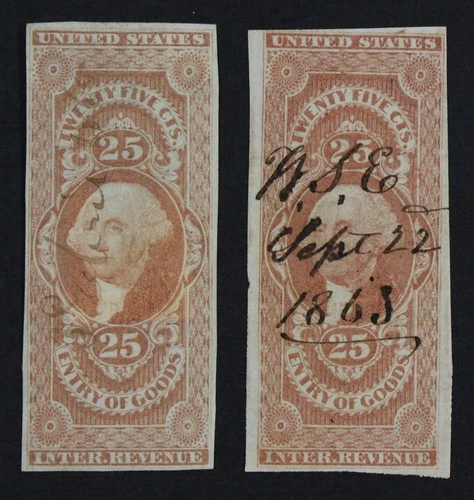 UNITED STATES
TWENTY FIVE CTS.
25
25
ENTRY OF GOODS
INTER. REVENUE
UNITED STATES
TWENTY FIVE CTS.
25
W.S.E
Sept 22
1863
25
ENTRY OF GOODS
INTER. REVENUE